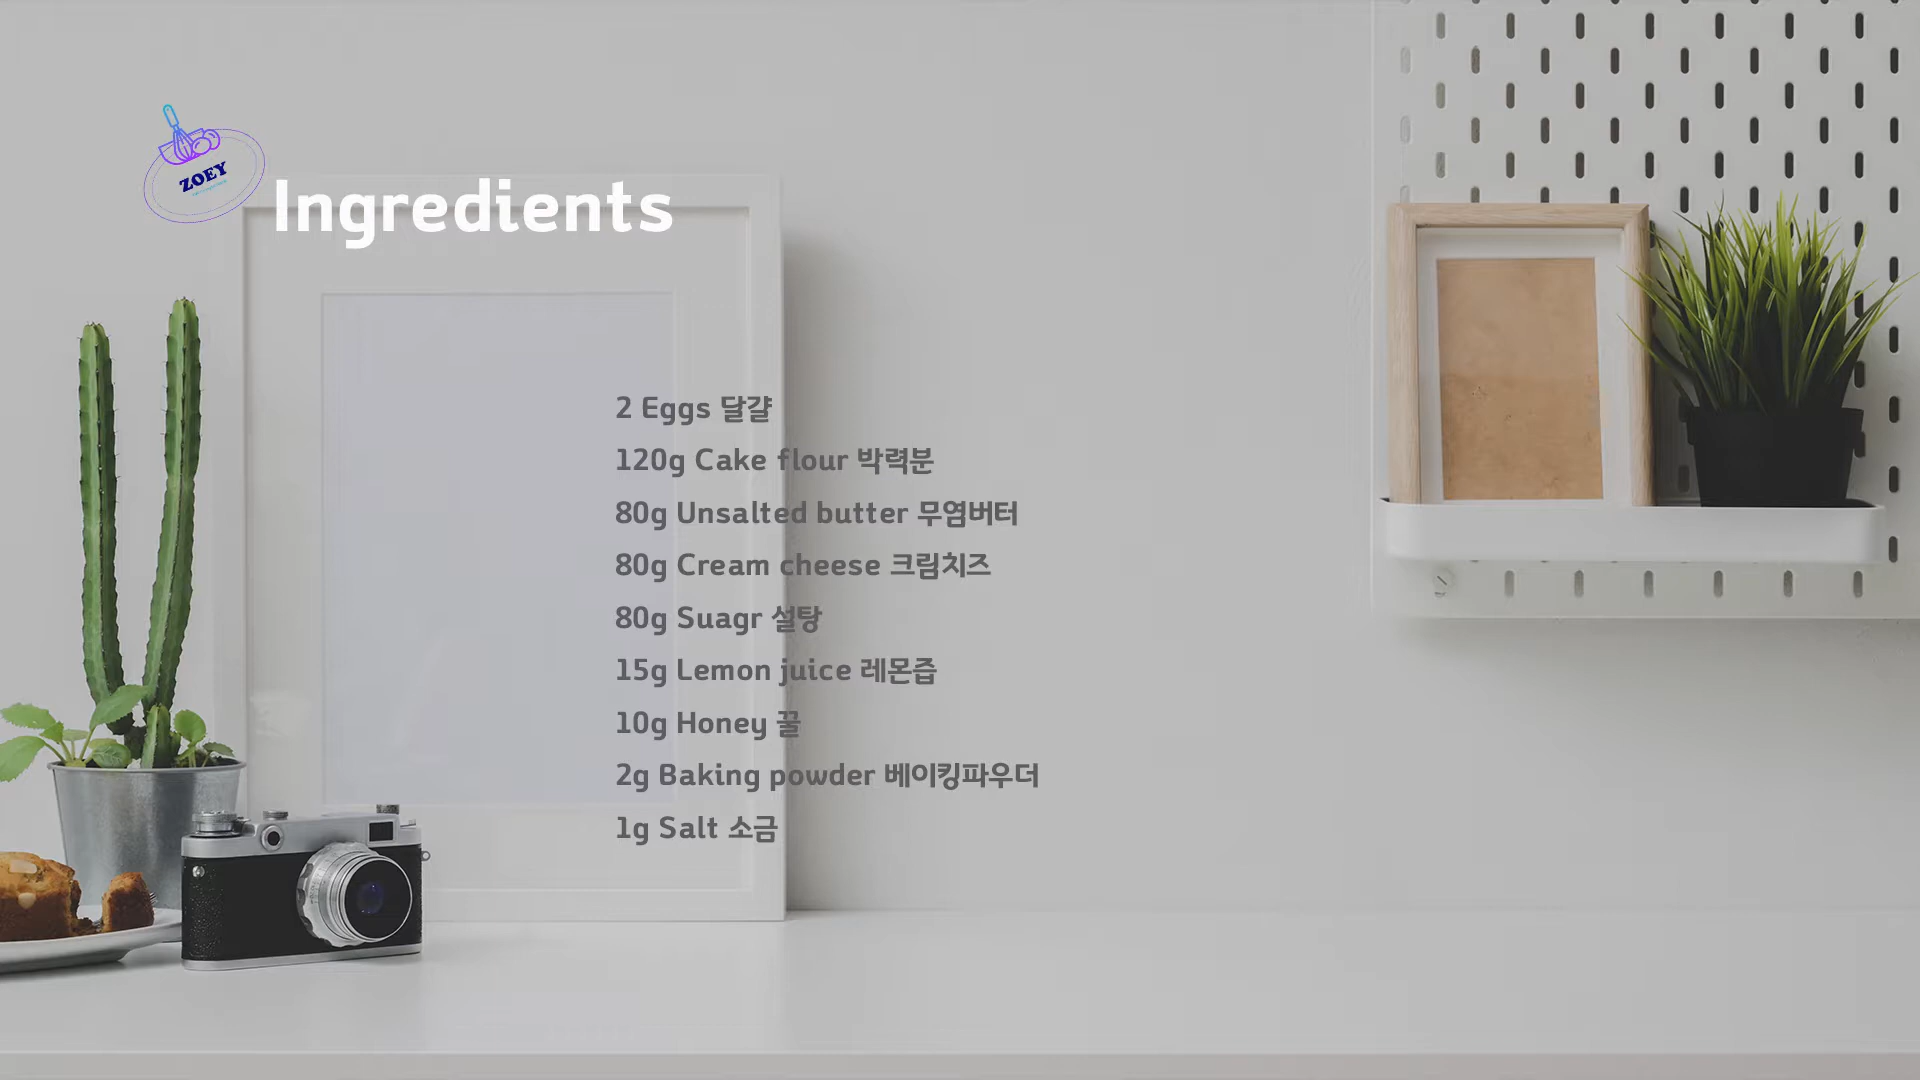 ZOEY
Ingredients
2 Eggs 달걀
120g Cake flour 박력분
80g Unsalted butter 무염버터
80g Cream cheese 크림치즈
80g Suagr 설탕
15g Lemon juice 레몬즙
10g Honey 꿀
2g Baking powder 베이킹파우더
1g Salt 소금